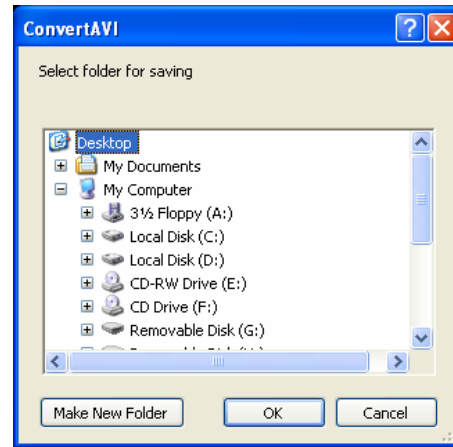 ConvertAVI
Select folder for saving
Desktop
My Documents
My Computer
3½ Floppy (A:)
Local Disk (C:)
Local Disk (D:)
CD-RW Drive (E:)
CD Drive (F:)
Removable Disk (G:)
Make New Folder OK Cancel